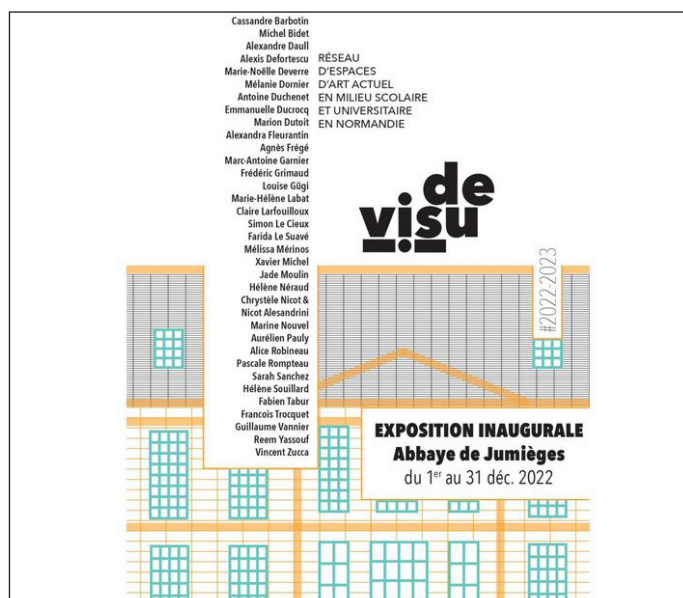 Cassandre Barbotin
Michel Bidet
Alexandre Daull
Alexis Defortescu
Marie-Noëlle Deverre
Mélanie Dornier
Antoine Duchenet
Emmanuelle Ducrocq
Marion Dutoit
Alexandra Fleurantin
Agnès Frégé
Marc-Antoine Garnier
Frédéric Grimaud
Louise Gügi
Marie-Hélène Labat
Claire Larfouilloux
Simon Le Cieux
Farida Le Suavé
Mélissa Mérinos
Xavier Michel
Jade Moulin
Hélène Néraud
Chrystèle Nicot &
Nicot Alesandrini
Marine Nouvel
Aurélien Pauly
Alice Robineau
Pascale Rompteau
Sarah Sanchez
Hélène Souillard
Fabien Tabur
Francois Trocquet
Guillaume Vannier
Reem Yassouf
Vincent Zucca
RÉSEAU
D'ESPACES
D'ART ACTUEL
EN MILIEU SCOLAIRE
ET UNIVERSITAIRE
EN NORMANDIE
de
visu
#2022-2023
EXPOSITION INAUGURALE
Abbaye de Jumièges
du 1er au 31 déc. 2022